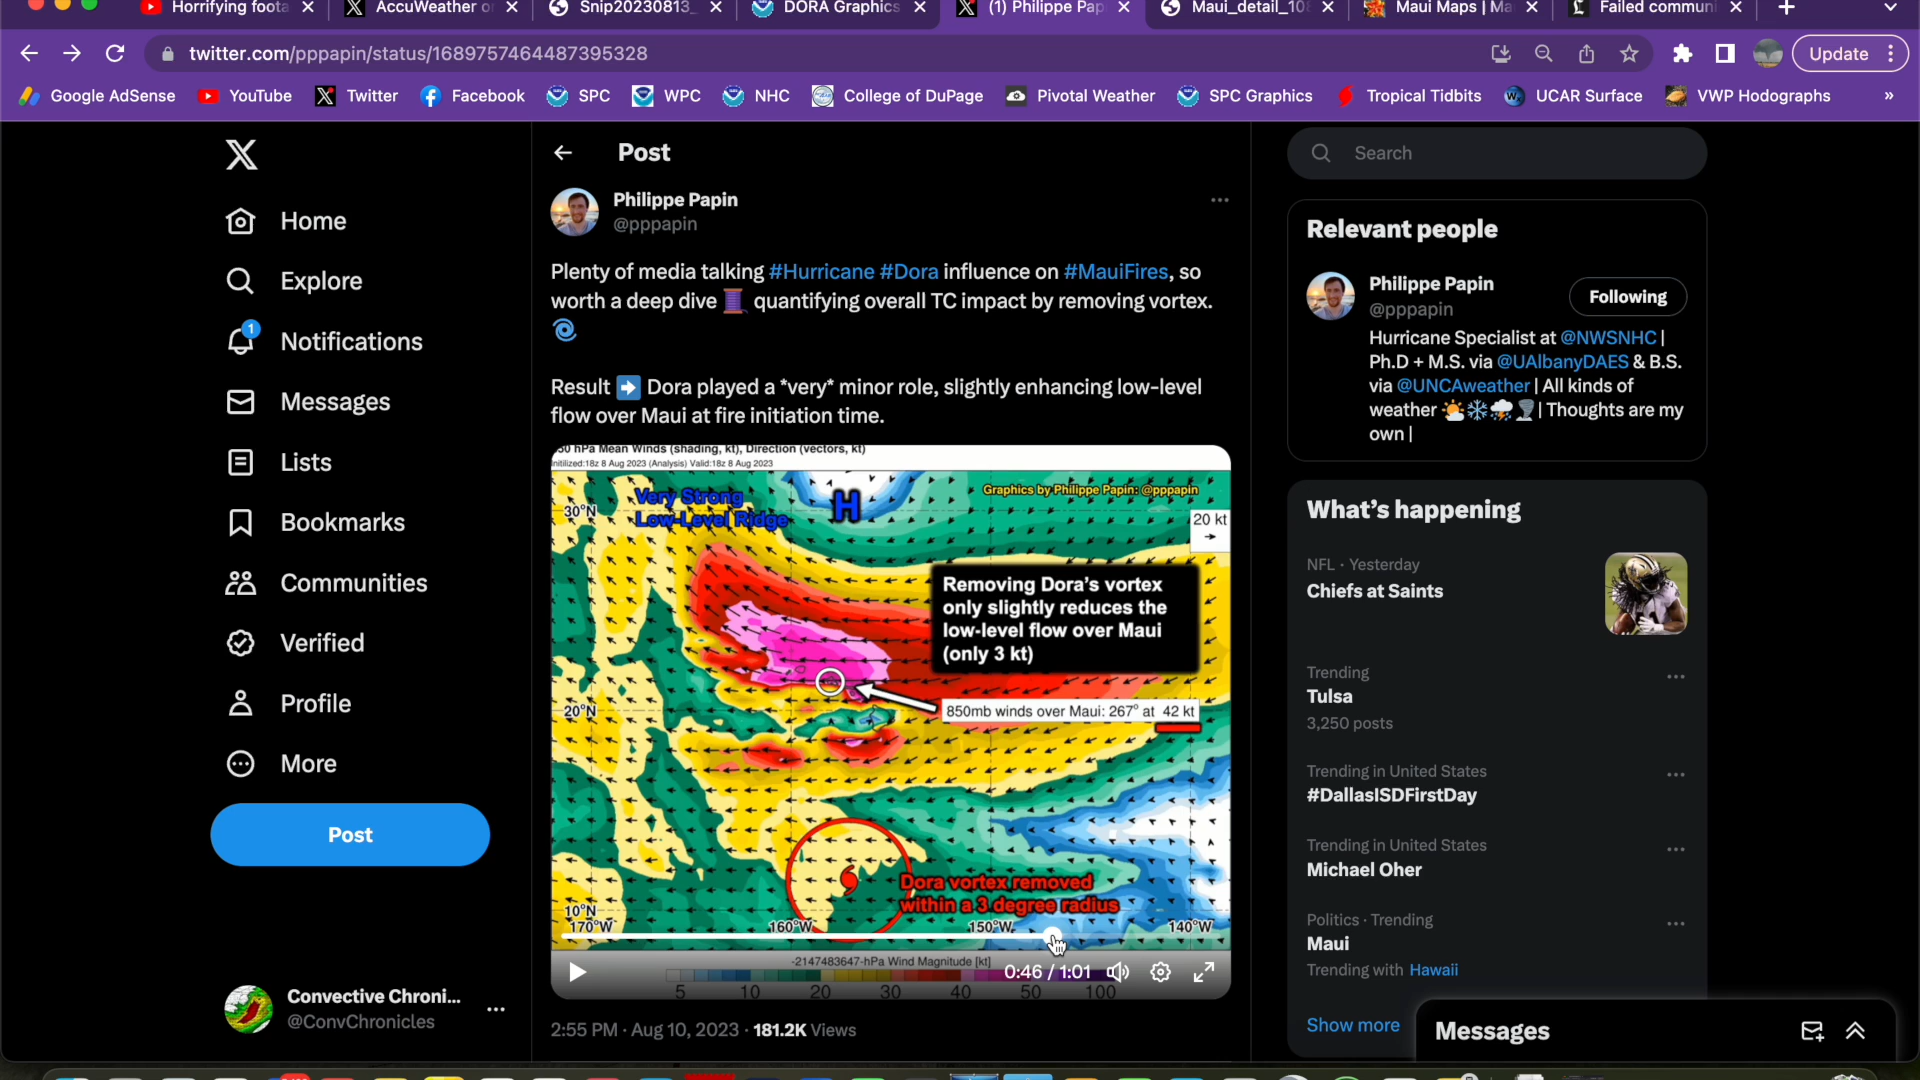 Horrifying foota
AccuWeather o
Snip20230813_
DORA Graphics
(1) Philippe Pap
Maui_detail_10
Maui Maps | Ma
Failed communi
twitter.com/pppapin/status/1689757464487395328
Update
Google AdSense
YouTube
Twitter
Facebook
SPC
WPC
NHC
College of DuPage
Pivotal Weather
SPC Graphics
Tropical Tidbits
UCAR Surface
VWP Hodographs
»
Home
Explore
1
Notifications
Messages
Lists
Bookmarks
Communities
Verified
Profile
More
Post
Convective Chroni...
@ConvChronicles
Post
Philippe Papin
@pppapin
Plenty of media talking #Hurricane #Dora influence on #MauiFires, so
worth a deep dive quantifying overall TC impact by removing vortex.
Result Dora played a *very* minor role, slightly enhancing low-level
flow over Maui at fire initiation time.
hPa Mean Winds (shading, kt), Direction (vectors, kt)
18z 8 Aug 2023 (Analysis) Valid:18z 8 Aug 2023
Very Strong
Low-Level Ridge
H
Graphics by Philippe Papin: @pppapin
30°N
20 kt
Removing Dora's vortex
only slightly reduces the
low-level flow over Maui
(only 3 kt)
20°N
850mb winds over Maui: 267° at 42 kt
Dora vortex removed
within a 3 degree radius
10°N
170°W
160°W
150°W
140°W
-2147483647-hPa Wind Magnitude [kt]
0:46 / 1:01
5 10 20 30 40 50 100
2:55 PM · Aug 10, 2023 · 181.2K Views
Search
Relevant people
Philippe Papin
@pppapin
Following
Hurricane Specialist at @NWSNHC |
Ph.D + M.S. via @UAlbanyDAES & B.S.
via @UNCAweather | All kinds of
weather | Thoughts are my
own |
What's happening
NFL · Yesterday
Chiefs at Saints
Trending
Tulsa
3,250 posts
Trending in United States
#DallasISDFirstDay
Trending in United States
Michael Oher
Politics · Trending
Maui
Trending with Hawaii
Show more
Messages